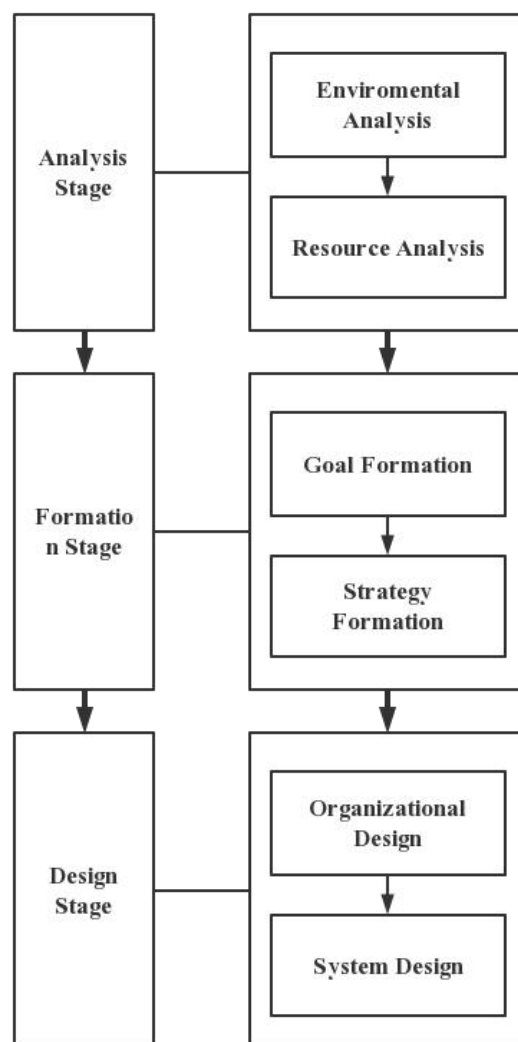 Enviromental
Analysis
Analysis
Stage
Resource Analysis
Goal Formation
Formatio
n Stage
Strategy
Formation
Organizational
Design
Design
Stage
System Design